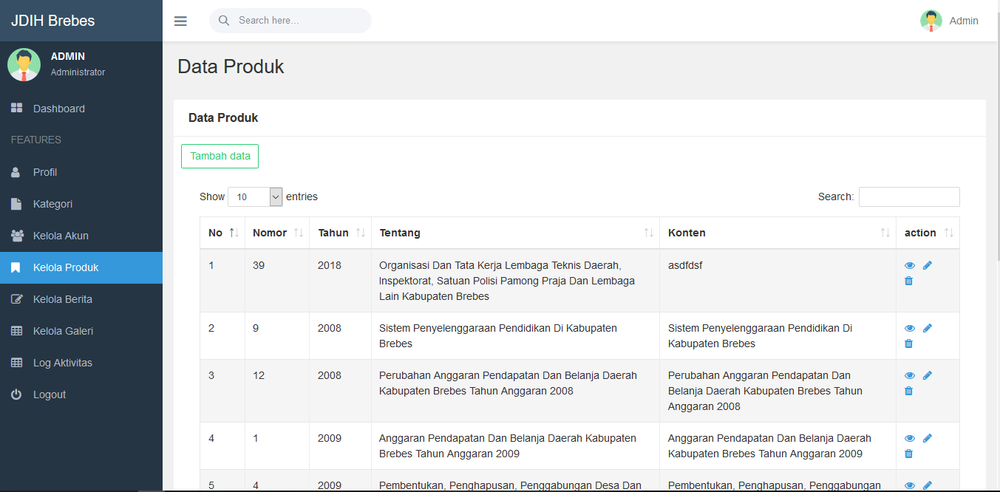 JDIH Brebes
Search here...
Admin
ADMIN
Administrator
Dashboard
FEATURES
Profil
Kategori
Kelola Akun
Kelola Produk
Kelola Berita
Kelola Galeri
Log Aktivitas
Logout
Data Produk
Data Produk
Tambah data
Show 10 entries
Search:
No Nomor Tahun Tentang Konten action
1 39 2018 Organisasi Dan Tata Kerja Lembaga Teknis Daerah, asdfdsf
Inspektorat, Satuan Polisi Pamong Praja Dan Lembaga
Lain Kabupaten Brebes
2 9 2008 Sistem Penyelenggaraan Pendidikan Di Kabupaten Sistem Penyelenggaraan Pendidikan Di
Brebes Kabupaten Brebes
3 12 2008 Perubahan Anggaran Pendapatan Dan Belanja Daerah Perubahan Anggaran Pendapatan Dan
Kabupaten Brebes Tahun Anggaran 2008 Belanja Daerah Kabupaten Brebes Tahun
Anggaran 2008
4 1 2009 Anggaran Pendapatan Dan Belanja Daerah Kabupaten Anggaran Pendapatan Dan Belanja Daerah
Brebes Tahun Anggaran 2009 Kabupaten Brebes Tahun Anggaran 2009
5 4 2009 Pembentukan, Penghapusan, Penggabungan Desa Dan Pembentukan, Penghapusan, Penggabungan